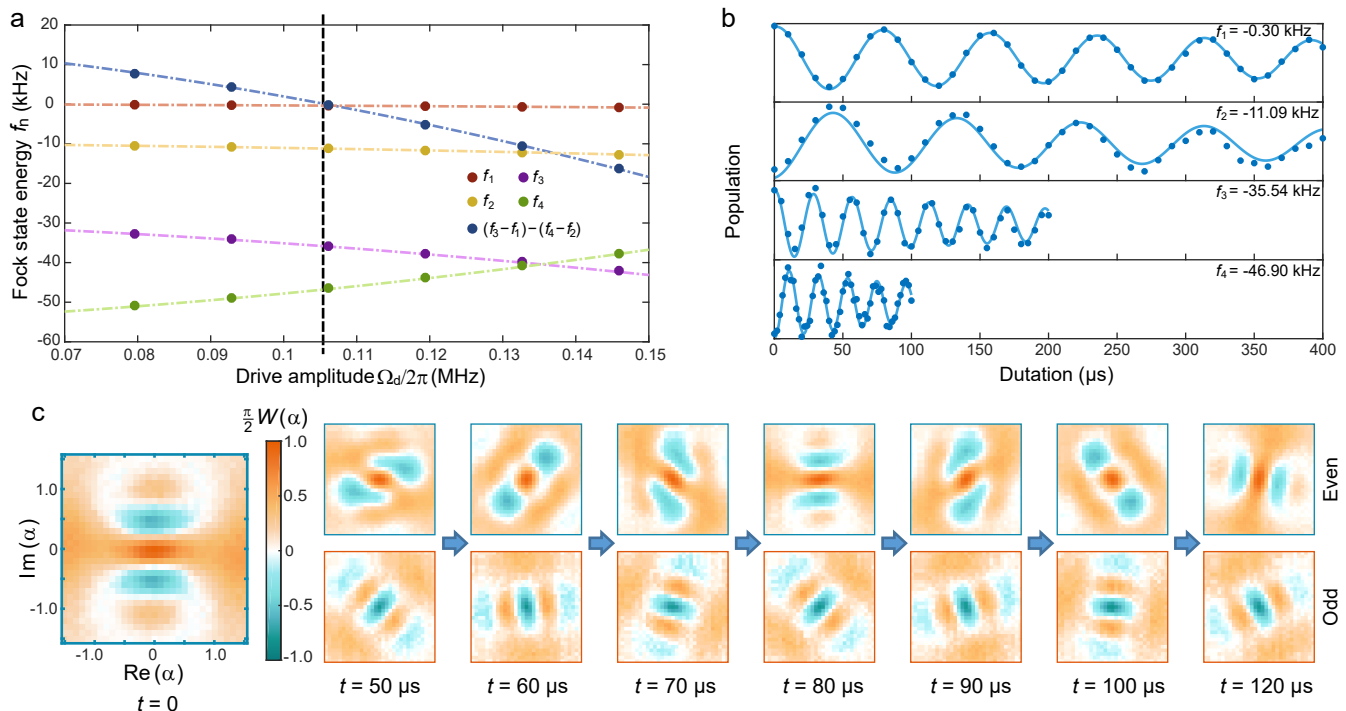 a
Fock state energy fn (kHz)
20
10
0
-10
-20
-30
-40
-50
-60
f1
f3
f2
f4
(f3−f1)−(f4−f2)
0.07
0.08
0.09
0.1
0.11
0.12
0.13
0.14
0.15
Drive amplitude Ωd/2π (MHz)
b
Population
f1 = -0.30 kHz
f2 = -11.09 kHz
f3 = -35.54 kHz
f4 = -46.90 kHz
0
50
100
150
200
250
300
350
400
Dutation (μs)
c
π/2 W(α)
Im (α)
1.0
0
-1.0
-1.0
0
1.0
Re (α)
t = 0
1.0
0.5
0
-0.5
-1.0
Even
Odd
t = 50 μs
t = 60 μs
t = 70 μs
t = 80 μs
t = 90 μs
t = 100 μs
t = 120 μs